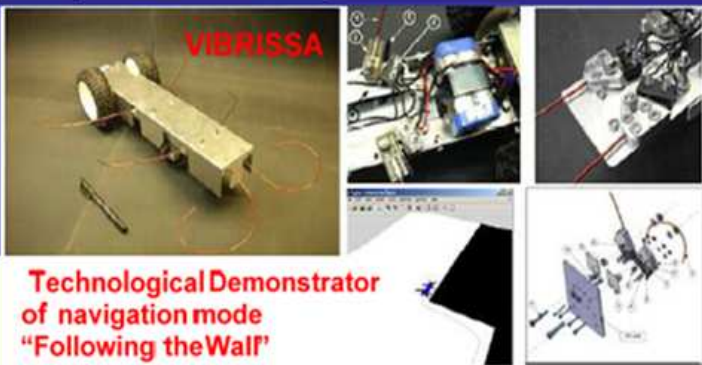 VIBRISSA
Technological Demonstrator
of navigation mode
“Following the Wall”